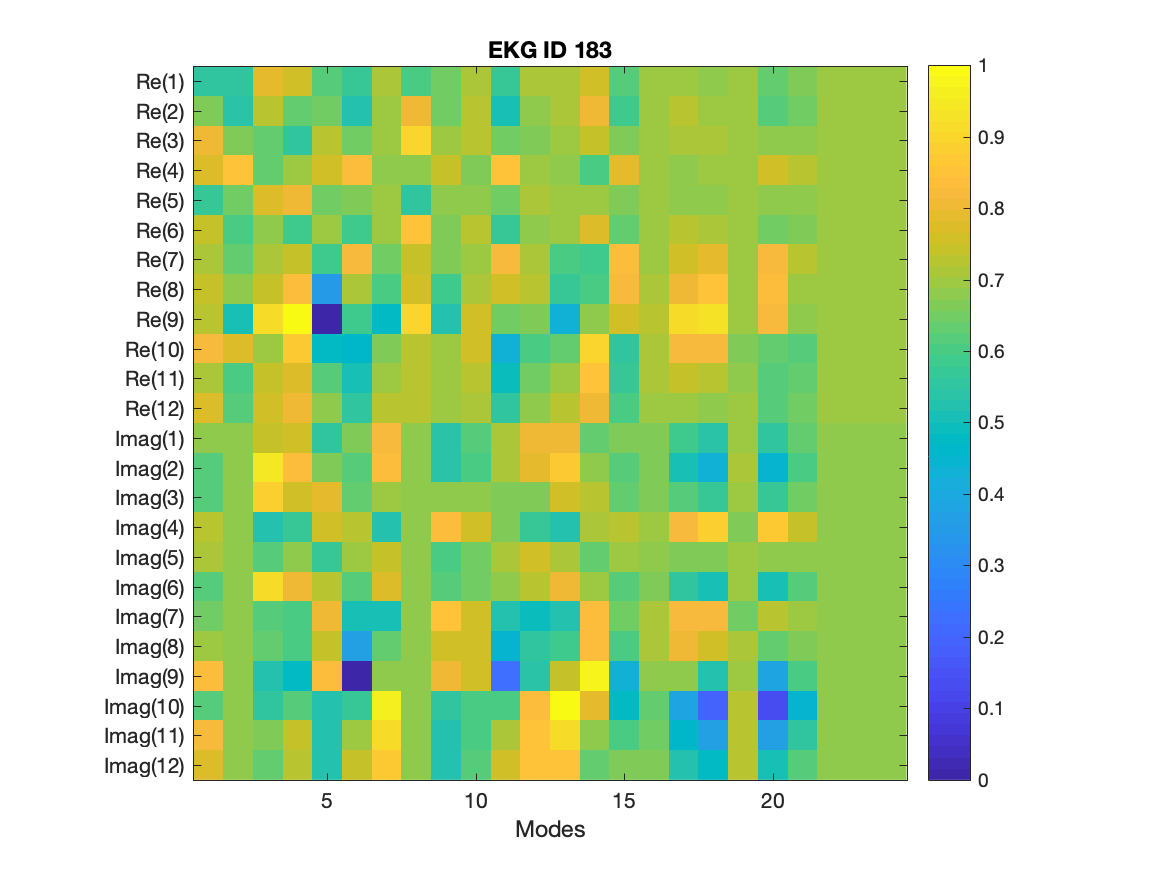 EKG ID 183
Re(1)
Re(2)
Re(3)
Re(4)
Re(5)
Re(6)
Re(7)
Re(8)
Re(9)
Re(10)
Re(11)
Re(12)
Imag(1)
Imag(2)
Imag(3)
Imag(4)
Imag(5)
Imag(6)
Imag(7)
Imag(8)
Imag(9)
Imag(10)
Imag(11)
Imag(12)
5 10 15 20
Modes
1
0.9
0.8
0.7
0.6
0.5
0.4
0.3
0.2
0.1
0